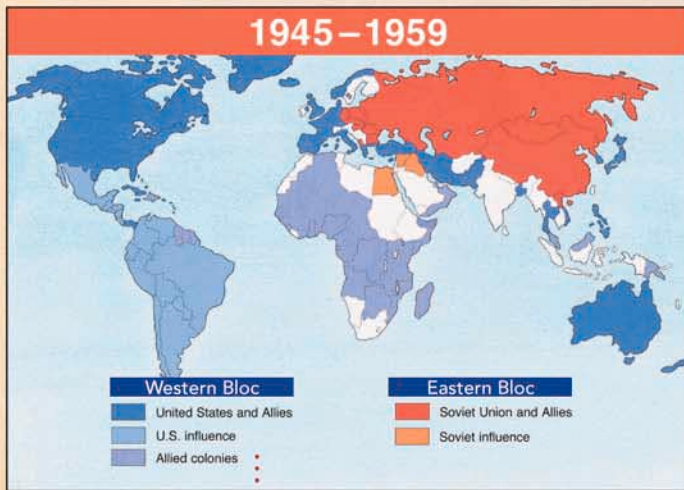 1945–1959
Western Bloc
United States and Allies
U.S. influence
Allied colonies
Eastern Bloc
Soviet Union and Allies
Soviet influence